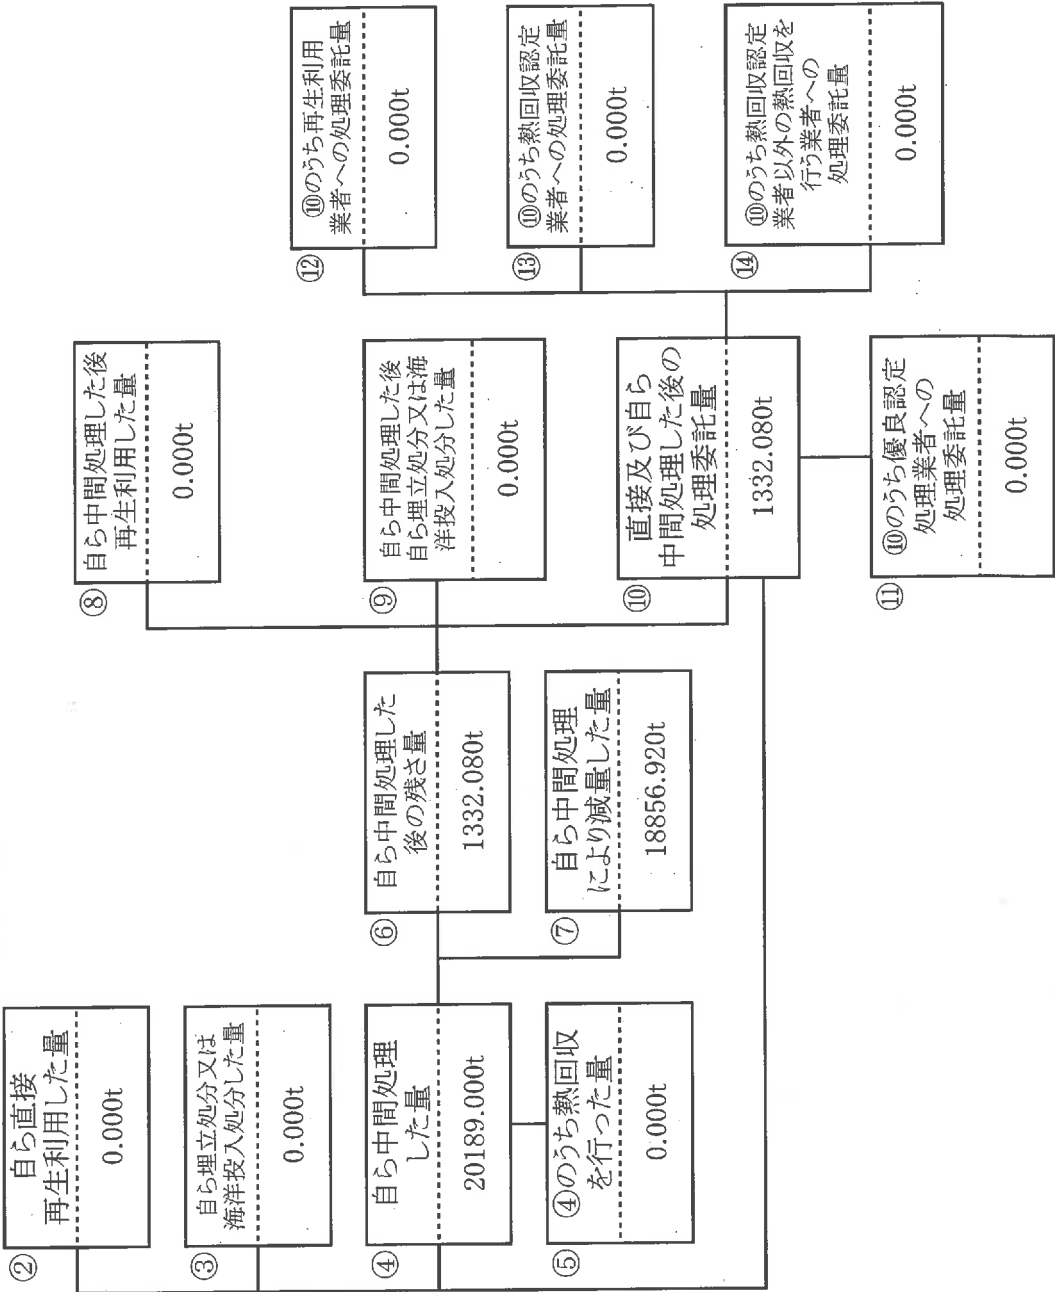 ②
自ら直接
再生利用した量
0.000t
③
自ら埋立処分又は
海洋投入処分した量
0.000t
④
自ら中間処理
した量
20189.000t
⑤
④のうち熱回収
を行った量
0.000t
⑥
自ら中間処理した
後の残さ量
1332.080t
⑦
自ら中間処理
により減量した量
18856.920t
⑧
自ら中間処理した後
再生利用した量
0.000t
⑨
自ら中間処理した後
自ら埋立処分又は海
洋投入処分した量
0.000t
⑩
直接及び自ら
中間処理した後の
処理委託量
1332.080t
⑪
⑩のうち優良認定
処理業者への
処理委託量
0.000t
⑫
⑩のうち再生利用
業者への処理委託量
0.000t
⑬
⑩のうち熱回収認定
業者への処理委託量
0.000t
⑭
⑩のうち熱回収認定
業者以外の熱回収を
行う業者への
処理委託量
0.000t